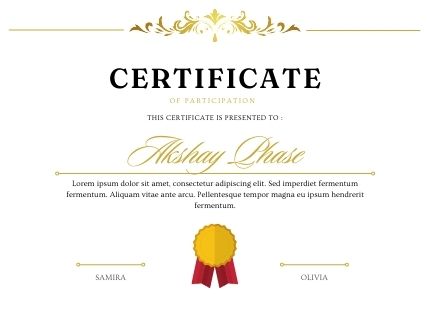 CERTIFICATE
OF PARTICIPATION
THIS CERTIFICATE IS PRESENTED TO :
Akshay Phase
Lorem ipsum dolor sit amet, consectetur adipiscing elit. Sed imperdiet fermentum
fermentum. Aliquam vitae ante arcu. Pellentesque tempor magna eu ipsum hendrerit
fermentum.
SAMIRA
OLIVIA